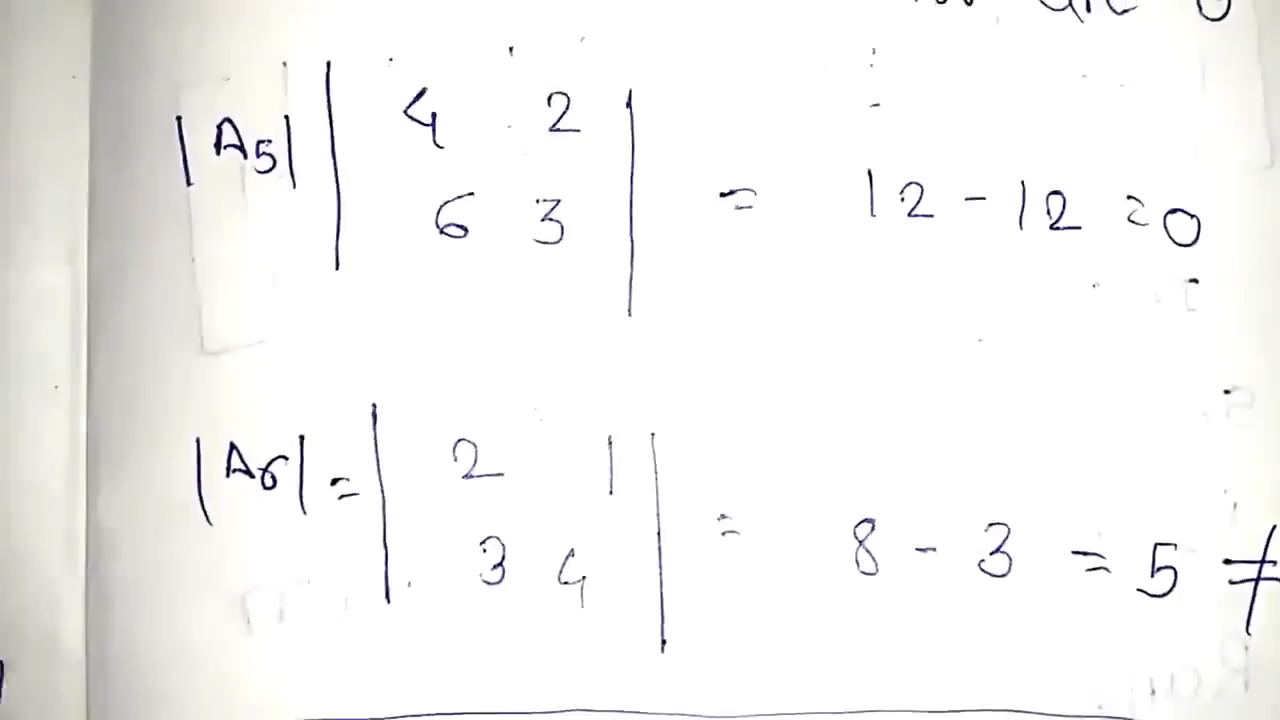 |A5| | 4 2 |
| 6 3 | = 12 - 12 = 0
|A6| = | 2 1 |
| 3 4 | = 8 - 3 = 5 ≠